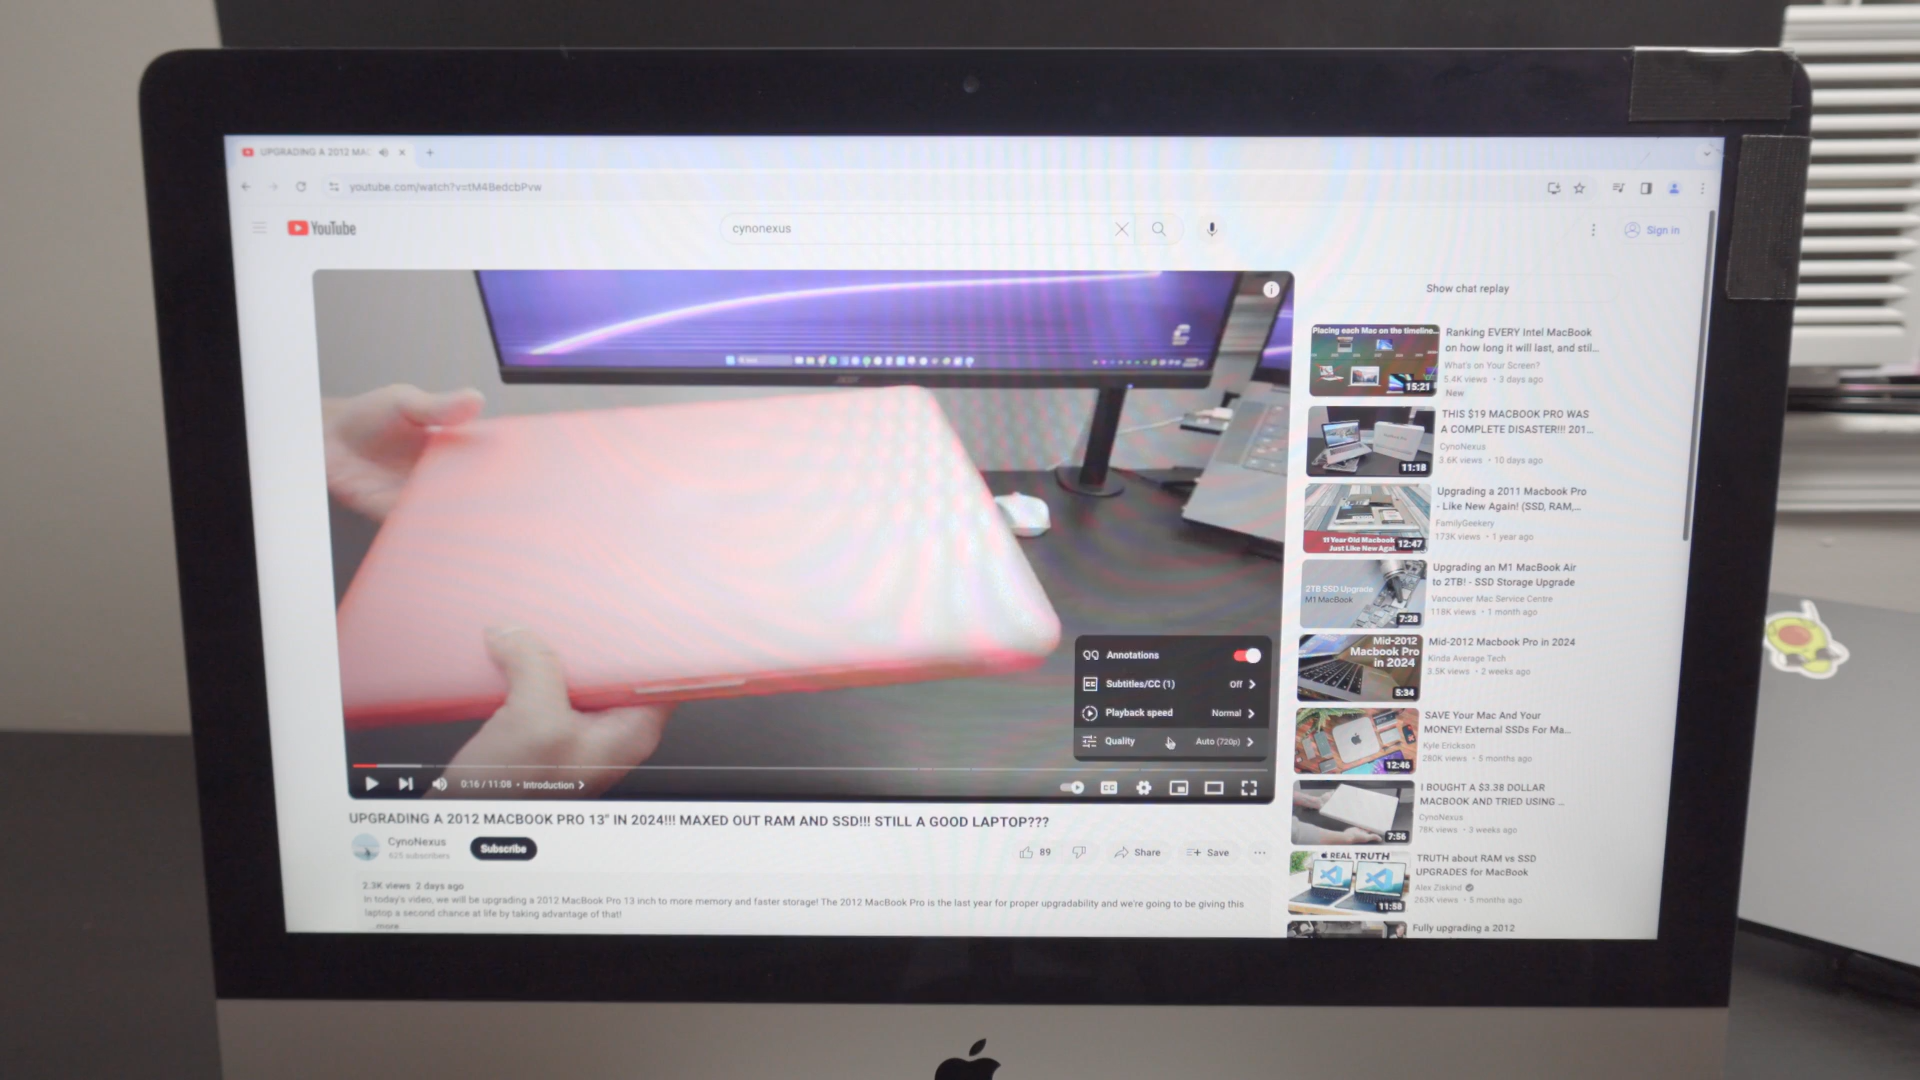 UPGRADING A 2012 MAC
youtube.com/watch?v=tM4BedcbPvw
YouTube
cynonexus
Sign in
Show chat replay
Annotations
Subtitles/CC (1) Off
Playback speed Normal
Quality Auto (720p)
0:16 / 11:08 • Introduction
UPGRADING A 2012 MACBOOK PRO 13" IN 2024!!! MAXED OUT RAM AND SSD!!! STILL A GOOD LAPTOP???
CynoNexus
625 subscribers
Subscribe
89
Share
Save
2.3K views 2 days ago
In today's video, we will be upgrading a 2012 MacBook Pro 13 inch to more memory and faster storage! The 2012 MacBook Pro is the last year for proper upgradability and we're going to be giving this
laptop a second chance at life by taking advantage of that!
...more
Placing each Mac on the timeline...
15:21
Ranking EVERY Intel MacBook
on how long it will last, and stil...
What's on Your Screen?
5.4K views • 3 days ago
New
11:18
THIS $19 MACBOOK PRO WAS
A COMPLETE DISASTER!!! 201...
CynoNexus
3.6K views • 10 days ago
11 Year Old Macbook
Just Like New Again
12:47
Upgrading a 2011 Macbook Pro
- Like New Again! (SSD, RAM,...
FamilyGeekery
173K views • 1 year ago
2TB SSD Upgrade
M1 MacBook
7:28
Upgrading an M1 MacBook Air
to 2TB! - SSD Storage Upgrade
Vancouver Mac Service Centre
118K views • 1 month ago
Mid-2012
Macbook Pro
in 2024
5:34
Mid-2012 Macbook Pro in 2024
Kinda Average Tech
3.5K views • 2 weeks ago
12:46
SAVE Your Mac And Your
MONEY! External SSDs For Ma...
Kyle Erickson
280K views • 5 months ago
7:56
I BOUGHT A $3.38 DOLLAR
MACBOOK AND TRIED USING ...
CynoNexus
78K views • 3 weeks ago
REAL TRUTH
11:58
TRUTH about RAM vs SSD
UPGRADES for MacBook
Alex Ziskind
263K views • 5 months ago
Fully upgrading a 2012